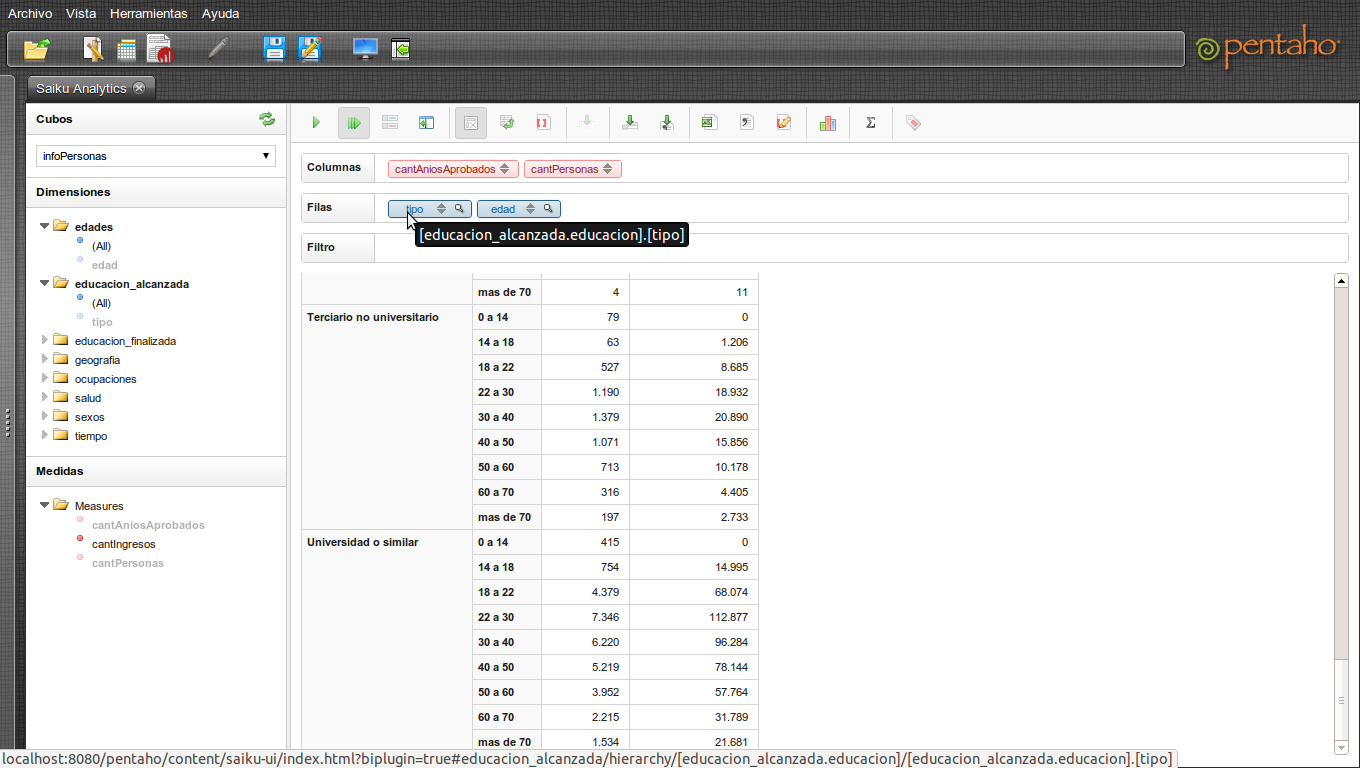 Archivo Vista Herramientas Ayuda
pentaho
Saiku Analytics
Cubos
infoPersonas
Dimensiones
edades
(All)
edad
educacion_alcanzada
(All)
tipo
educacion_finalizada
geografia
ocupaciones
salud
sexos
tiempo
Medidas
Measures
cantAniosAprobados
cantIngresos
cantPersonas
Columnas cantAniosAprobados cantPersonas
Filas tipo edad
[educacion_alcanzada.educacion].[tipo]
Filtro
mas de 70 4 11
Terciario no universitario 0 a 14 79 0
14 a 18 63 1.206
18 a 22 527 8.685
22 a 30 1.190 18.932
30 a 40 1.379 20.890
40 a 50 1.071 15.856
50 a 60 713 10.178
60 a 70 316 4.405
mas de 70 197 2.733
Universidad o similar 0 a 14 415 0
14 a 18 754 14.995
18 a 22 4.379 68.074
22 a 30 7.346 112.877
30 a 40 6.220 96.284
40 a 50 5.219 78.144
50 a 60 3.952 57.764
60 a 70 2.215 31.789
mas de 70 1.534 21.681
localhost:8080/pentaho/content/saiku-ui/index.html?biplugin=true#educacion_alcanzada/hierarchy/[educacion_alcanzada.educacion]/[educacion_alcanzada.educacion].[tipo]